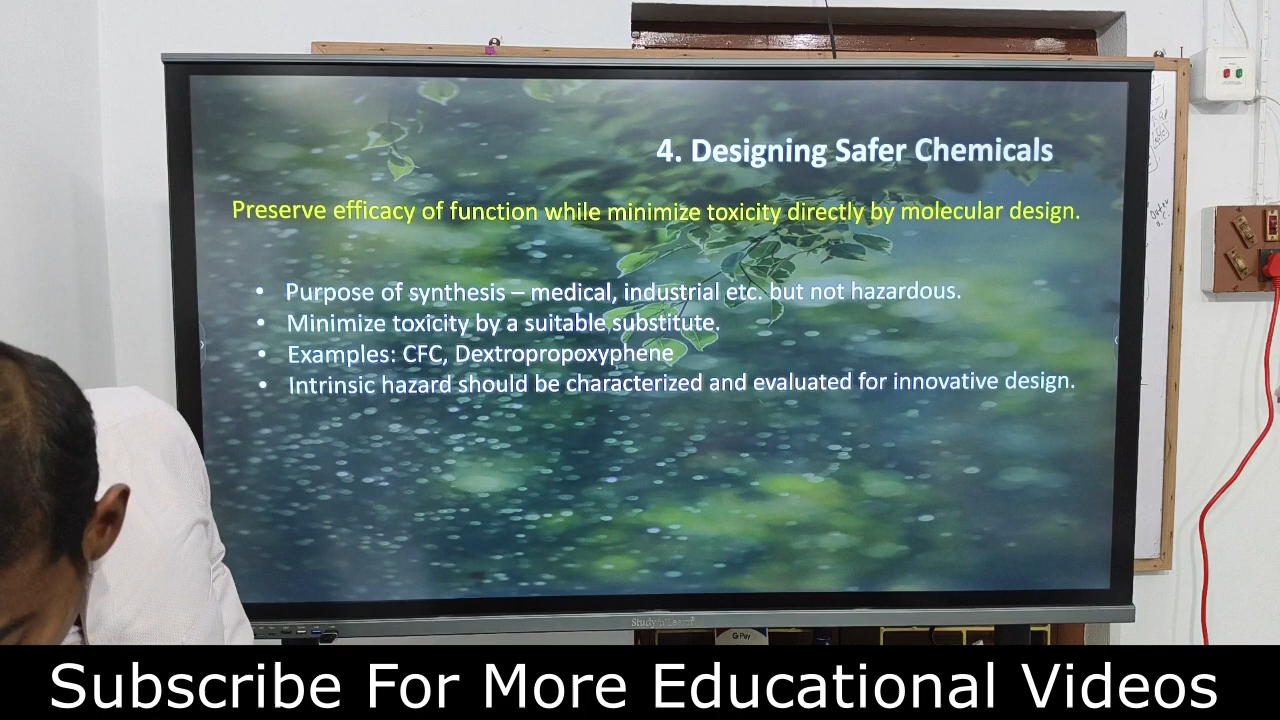 4. Designing Safer Chemicals
Preserve efficacy of function while minimize toxicity directly by molecular design.
• Purpose of synthesis – medical, industrial etc. but not hazardous.
• Minimize toxicity by a suitable substitute.
• Examples: CFC, Dextropropoxyphene
• Intrinsic hazard should be characterized and evaluated for innovative design.
G Pay
Subscribe For More Educational Videos